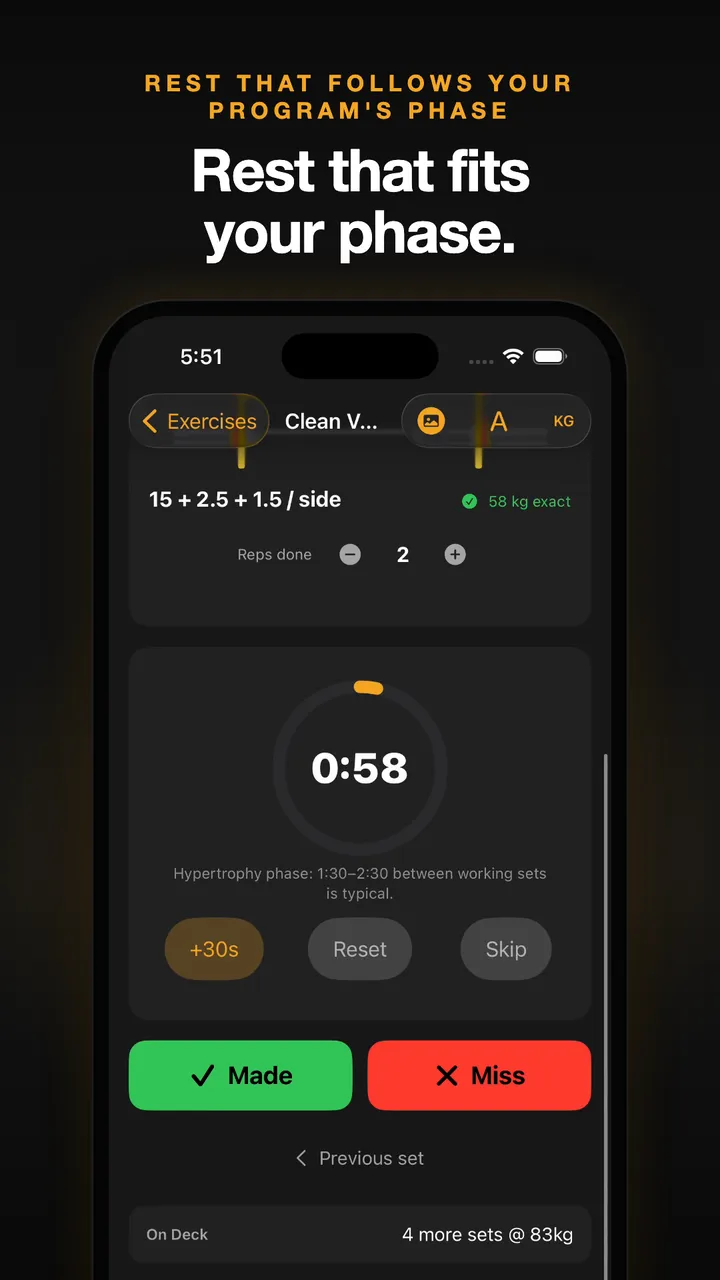 REST THAT FOLLOWS YOUR
PROGRAM'S PHASE
Rest that fits
your phase.
5:51
Exercises
Clean V...
A
KG
15 + 2.5 + 1.5 / side
58 kg exact
Reps done
2
0:58
Hypertrophy phase: 1:30–2:30 between working sets
is typical.
+30s
Reset
Skip
Made
Miss
Previous set
On Deck
4 more sets @ 83kg